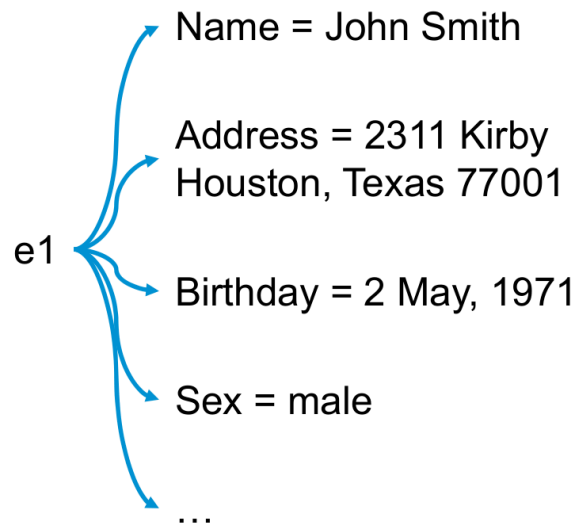 Name = John Smith
Address = 2311 Kirby
Houston, Texas 77001
e1
Birthday = 2 May, 1971
Sex = male
...